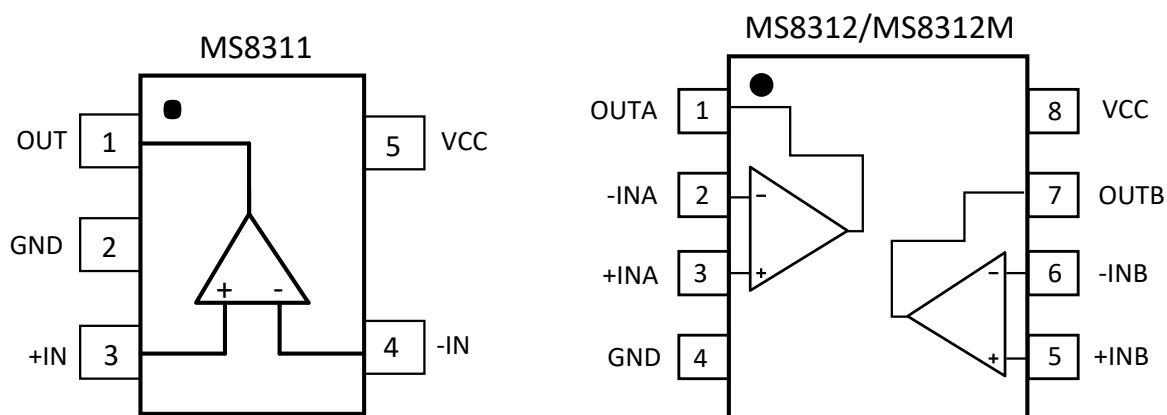 MS8311
OUT 1
5 VCC
GND 2
+IN 3
4 -IN
+ -
MS8312/MS8312M
OUTA 1
8 VCC
-INA 2
-
7 OUTB
+INA 3
+
-
6 -INB
GND 4
+
5 +INB